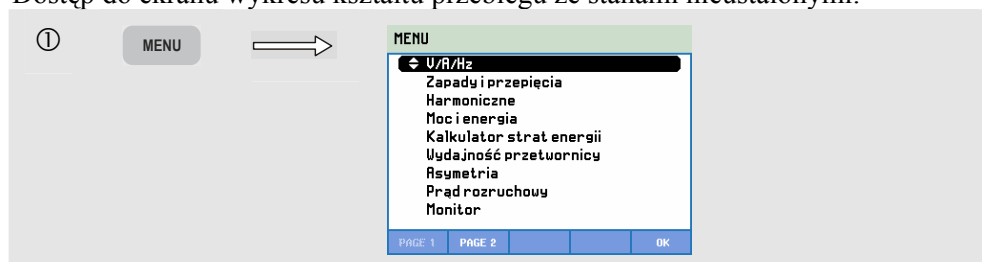 Dostęp do ekranu wykresu kształtu przebiegu ze stanami nieustalonymi:
① MENU
MENU
V/A/Hz
Zapady i przepięcia
Harmoniczne
Moc i energia
Kalkulator strat energii
Wydajność przetwornicy
Asymetria
Prąd rozruchowy
Monitor
PAGE 1 PAGE 2 OK